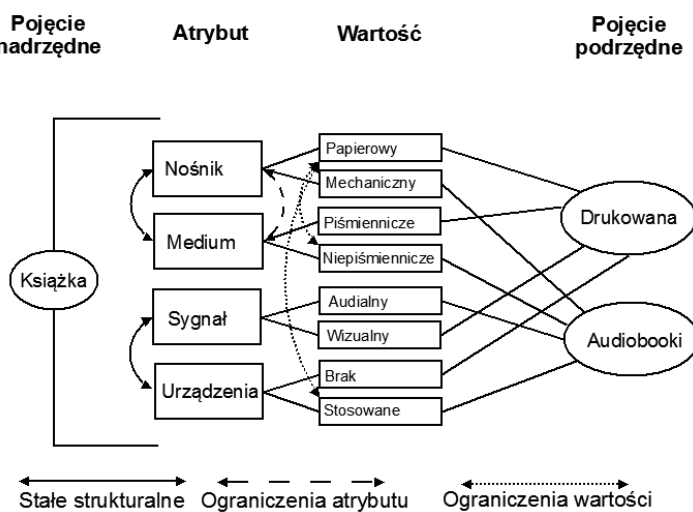 Pojęcie
nadrzędne
Atrybut
Wartość
Pojęcie
podrzędne
Książka
Nośnik
Medium
Sygnał
Urządzenia
Papierowy
Mechaniczny
Piśmiennicze
Niepiśmiennicze
Audialny
Wizualny
Brak
Stosowane
Drukowana
Audiobooki
Stałe strukturalne
Ograniczenia atrybutu
Ograniczenia wartości